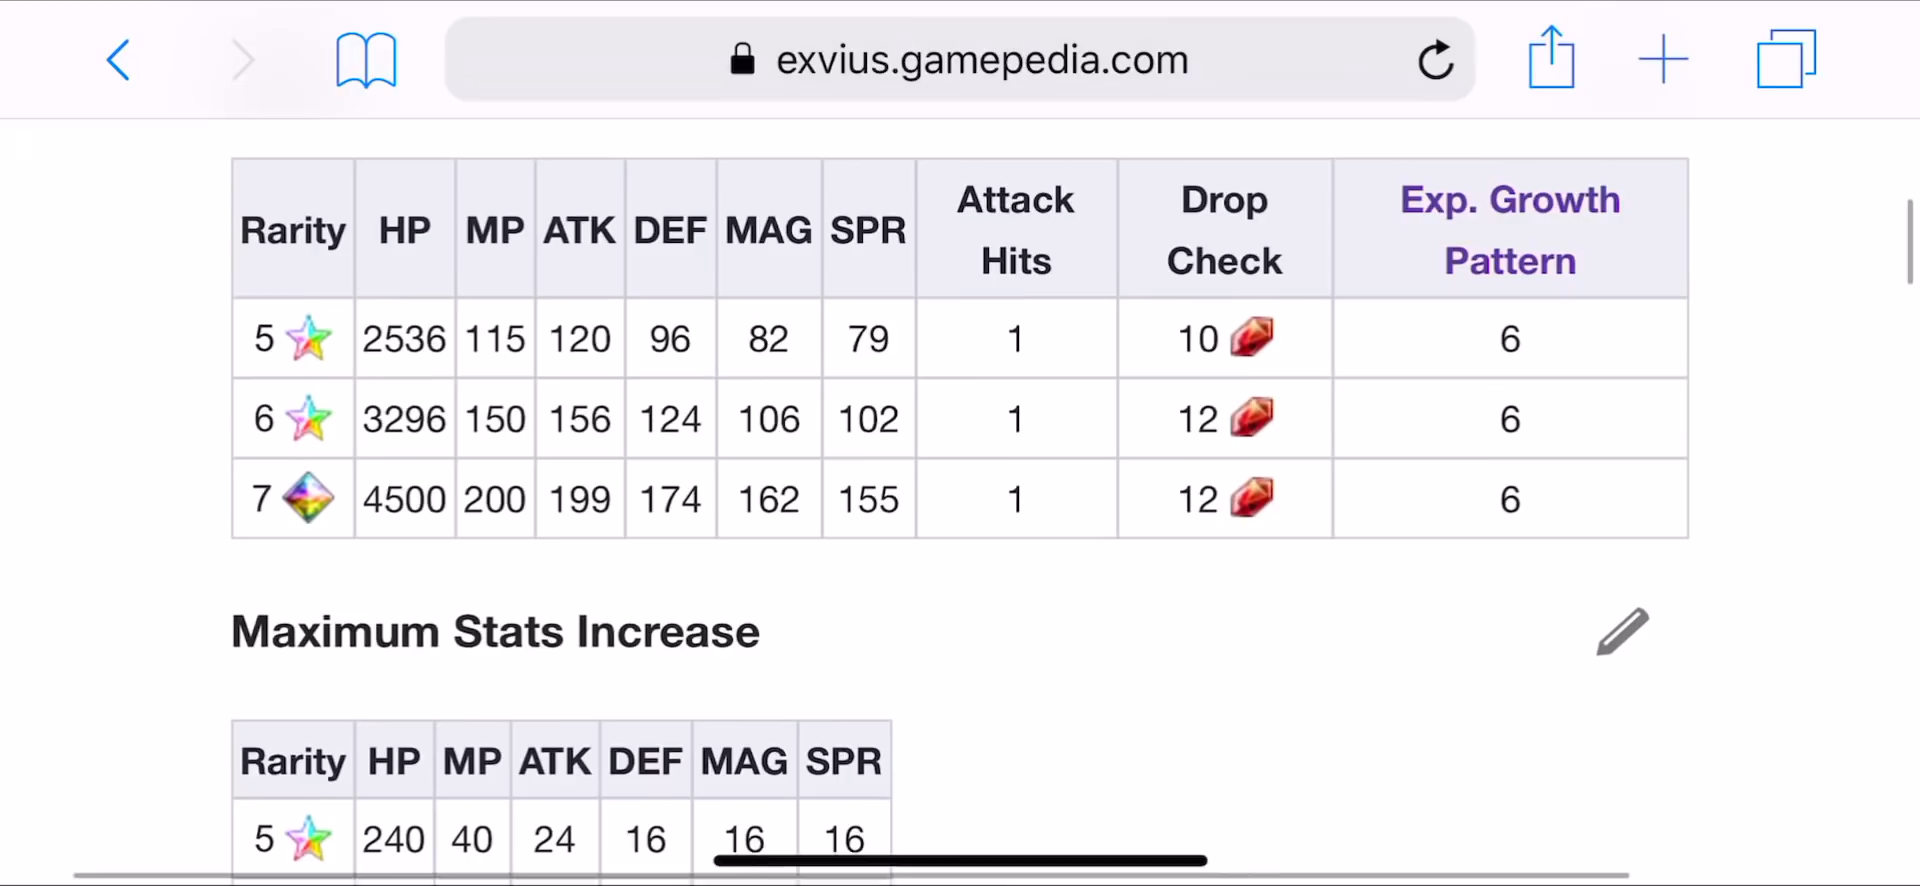 exvius.gamepedia.com
Rarity HP MP ATK DEF MAG SPR Attack Hits Drop Check Exp. Growth Pattern
5 2536 115 120 96 82 79 1 10 6
6 3296 150 156 124 106 102 1 12 6
7 4500 200 199 174 162 155 1 12 6
Maximum Stats Increase
Rarity HP MP ATK DEF MAG SPR
5 240 40 24 16 16 16